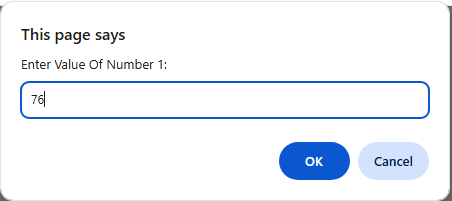 This page says
Enter Value Of Number 1:
76
OK
Cancel